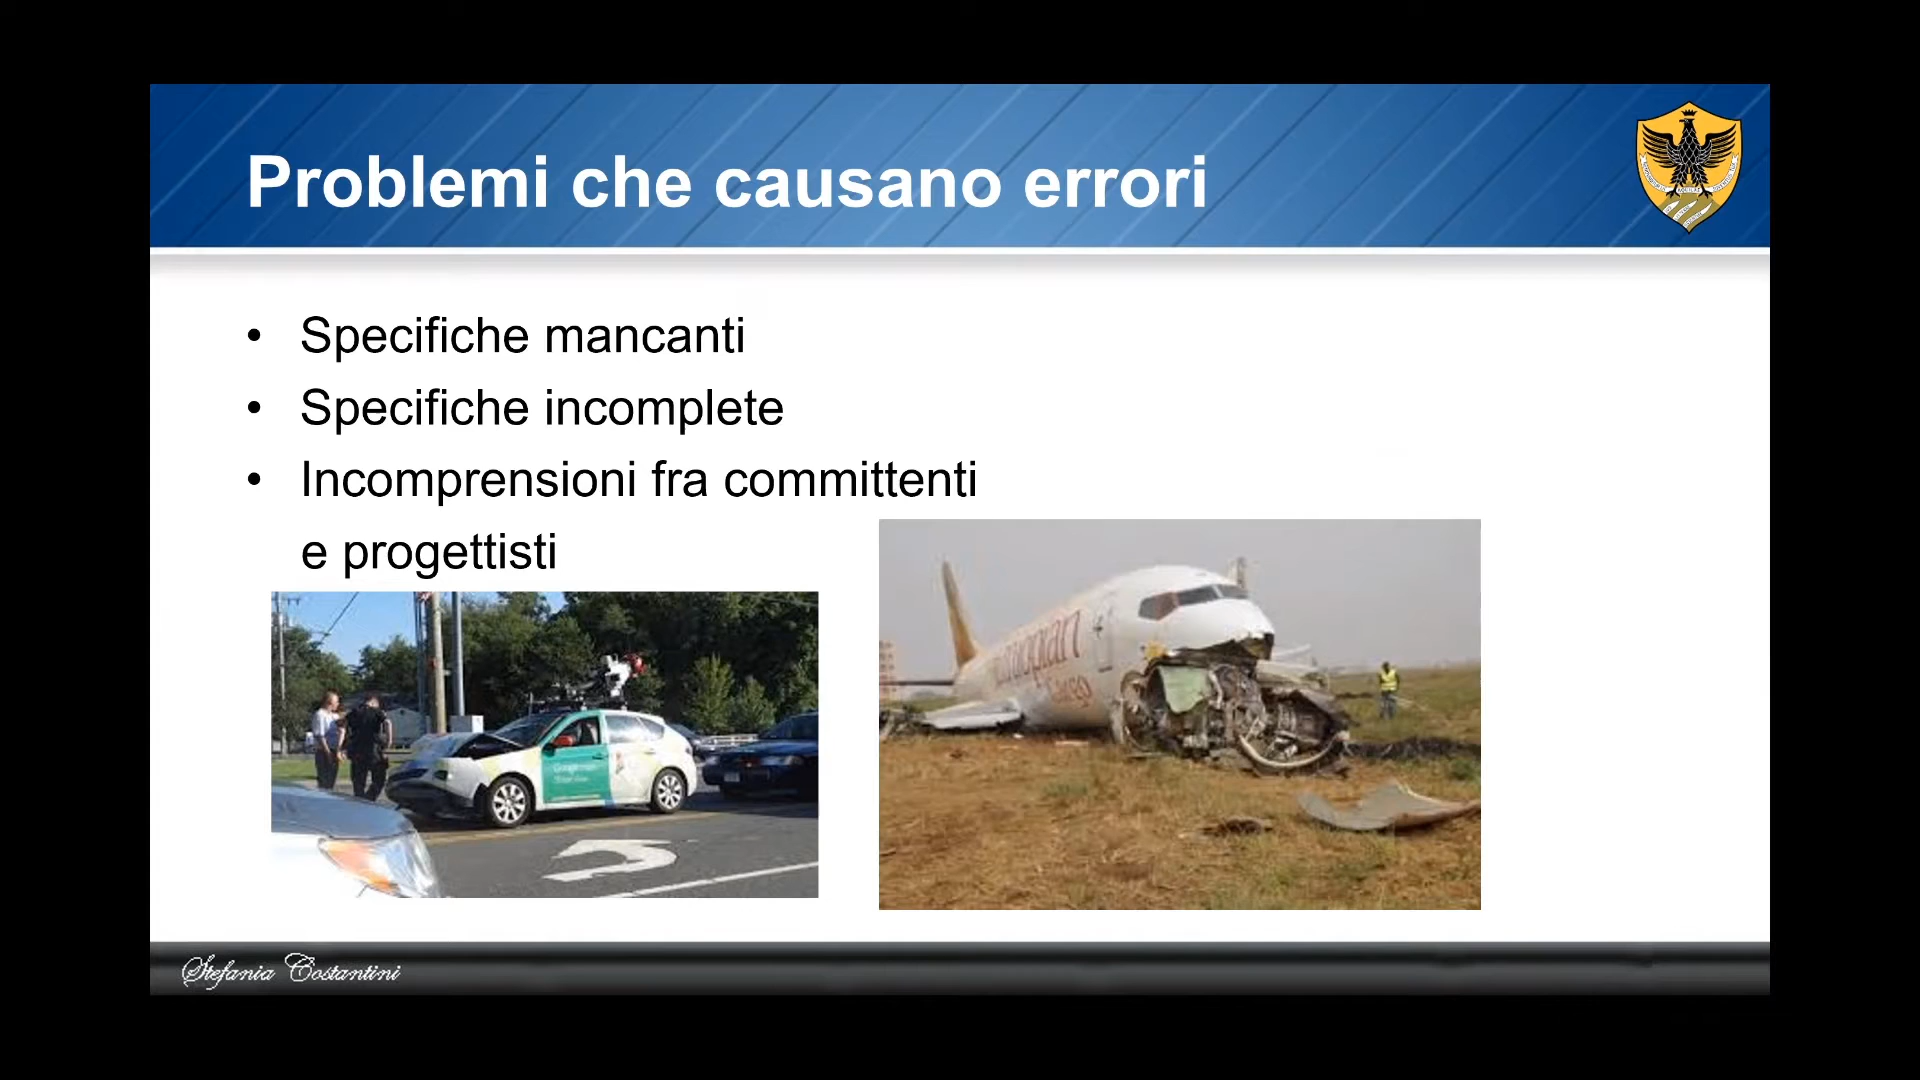 Problemi che causano errori
• Specifiche mancanti
• Specifiche incomplete
• Incomprensioni fra committenti
e progettisti
Stefania Costantini